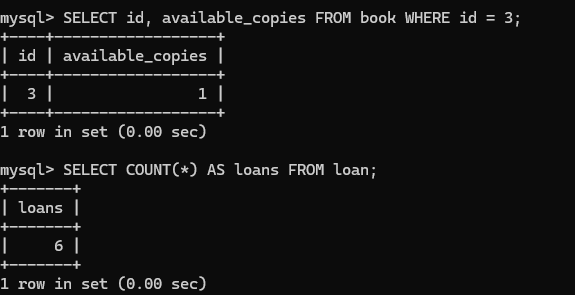 mysql> SELECT id, available_copies FROM book WHERE id = 3;
+----+------------------+
| id | available_copies |
+----+------------------+
|  3 |                1 |
+----+------------------+
1 row in set (0.00 sec)

mysql> SELECT COUNT(*) AS loans FROM loan;
+-------+
| loans |
+-------+
|     6 |
+-------+
1 row in set (0.00 sec)